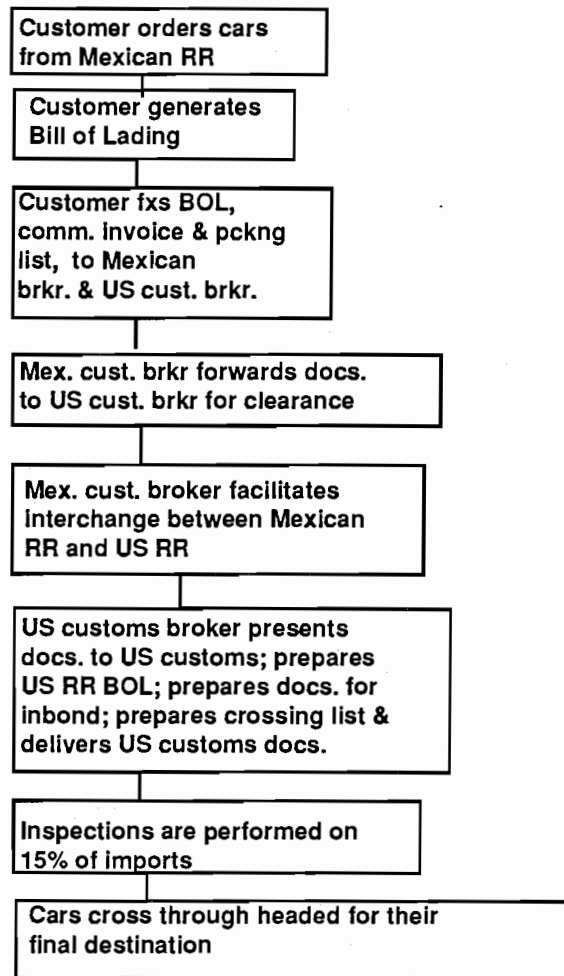 Customer orders cars
from Mexican RR
Customer generates
Bill of Lading
Customer fxs BOL,
comm. invoice & pckng
list, to Mexican
brkr. & US cust. brkr.
Mex. cust. brkr forwards docs.
to US cust. brkr for clearance
Mex. cust. broker facilitates
interchange between Mexican
RR and US RR
US customs broker presents
docs. to US customs; prepares
US RR BOL; prepares docs. for
inbond; prepares crossing list &
delivers US customs docs.
Inspections are performed on
15% of imports
Cars cross through headed for their
final destination